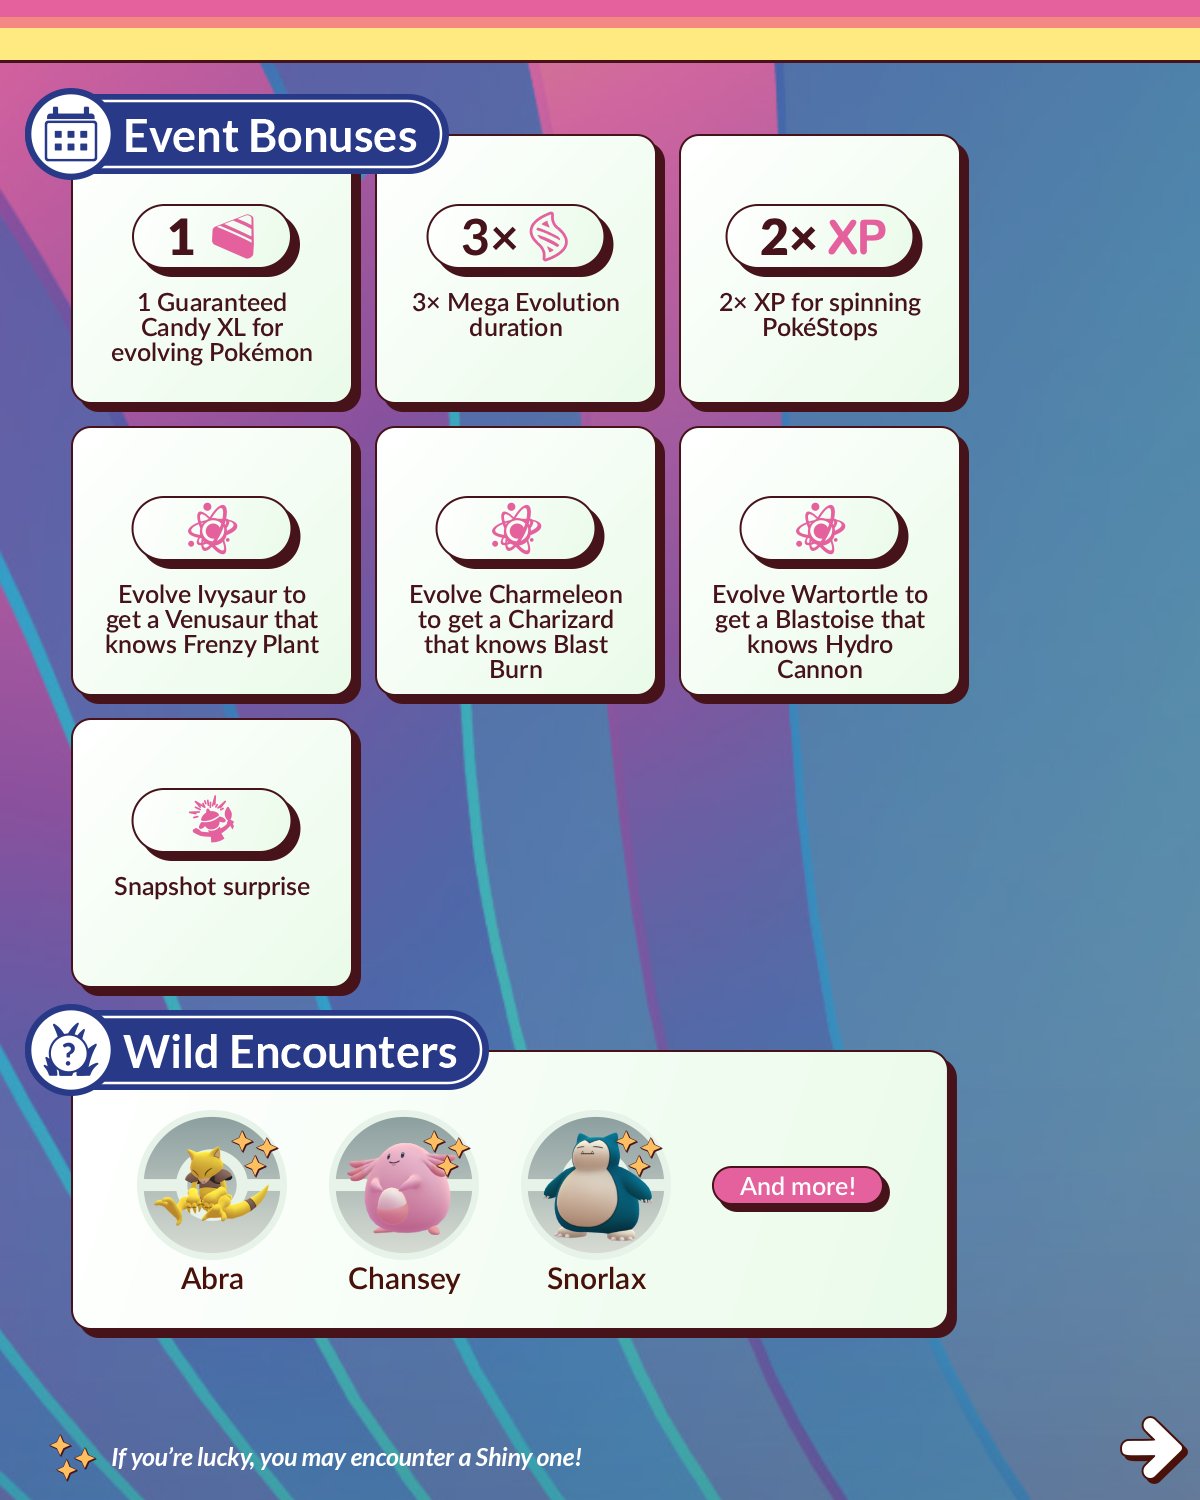 Event Bonuses
1
1 Guaranteed
Candy XL for
evolving Pokémon
3×
3× Mega Evolution
duration
2× XP
2× XP for spinning
PokéStops
Evolve Ivysaur to
get a Venusaur that
knows Frenzy Plant
Evolve Charmeleon
to get a Charizard
that knows Blast
Burn
Evolve Wartortle to
get a Blastoise that
knows Hydro
Cannon
Snapshot surprise
?
Wild Encounters
Abra
Chansey
Snorlax
And more!
If you're lucky, you may encounter a Shiny one!